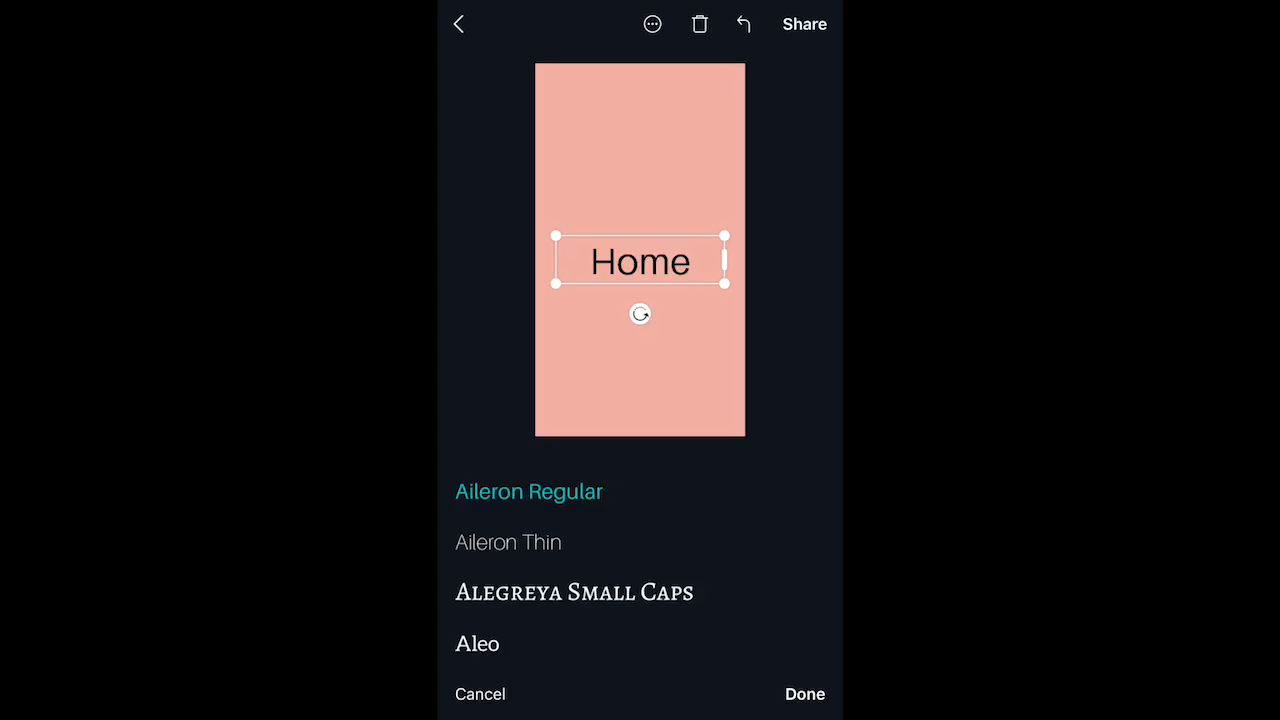 Share
Home
Aileron Regular
Aileron Thin
Alegreya Small Caps
Aleo
Cancel Done